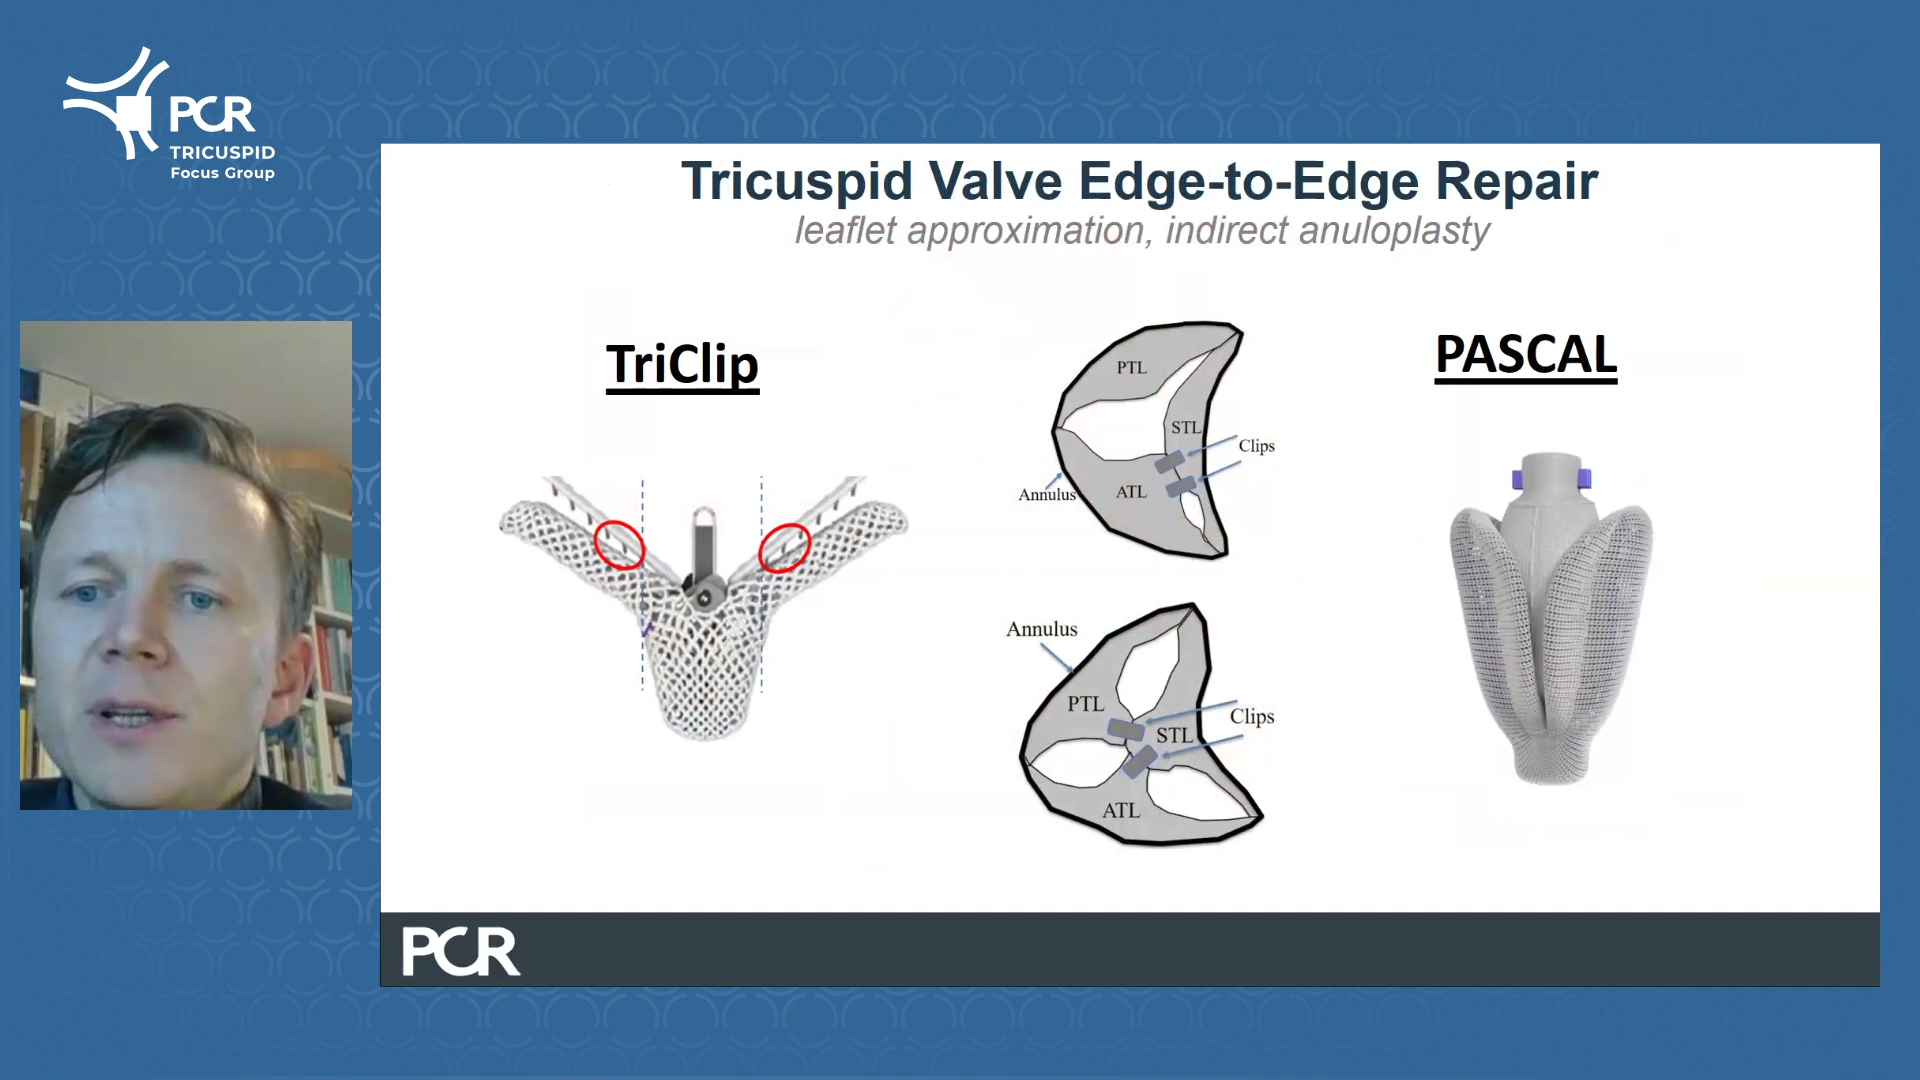 PCR
TRICUSPID
Focus Group
Tricuspid Valve Edge-to-Edge Repair
leaflet approximation, indirect anuloplasty
TriClip
PASCAL
PTL
STL
Clips
Annulus
ATL
Annulus
PTL
Clips
STL
ATL
PCR